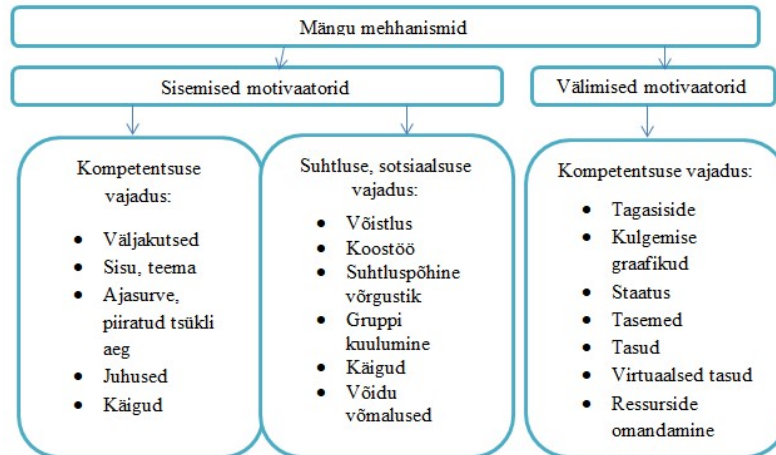 Mängu mehhanismid
Sisemised motivaatorid
Välimised motivaatorid
Kompetentsuse
vajadus:
• Väljakutsed
• Sisu, teema
• Ajasurve,
piiratud tsükli
aeg
• Juhused
• Käigud
Suhtluse, sotsiaalsuse
vajadus:
• Võistlus
• Koostöö
• Suhtluspõhine
võrgustik
• Gruppi
kuulumine
• Käigud
• Võidu
võmalused
Kompetentsuse vajadus:
• Tagasiside
• Kulgemise
graafikud
• Staatus
• Tasemed
• Tasud
• Virtuaalsed tasud
• Ressurside
omandamine